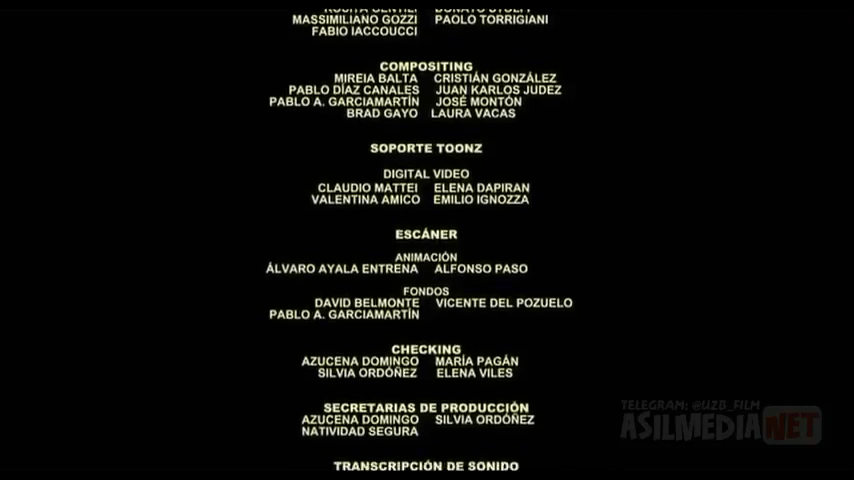 ROSITA GENTILI DONATO STOLFI
MASSIMILIANO GOZZI PAOLO TORRIGIANI
FABIO IACCOUCCI
COMPOSITING
MIREIA BALTA CRISTIÁN GONZÁLEZ
PABLO DÍAZ CANALES JUAN KARLOS JUDEZ
PABLO A. GARCIAMARTÍN JOSÉ MONTÓN
BRAD GAYO LAURA VACAS
SOPORTE TOONZ
DIGITAL VIDEO
CLAUDIO MATTEI ELENA DAPIRAN
VALENTINA AMICO EMILIO IGNOZZA
ESCÁNER
ANIMACIÓN
ÁLVARO AYALA ENTRENA ALFONSO PASO
FONDOS
DAVID BELMONTE VICENTE DEL POZUELO
PABLO A. GARCIAMARTÍN
CHECKING
AZUCENA DOMINGO MARÍA PAGÁN
SILVIA ORDÓÑEZ ELENA VILES
SECRETARIAS DE PRODUCCIÓN
AZUCENA DOMINGO SILVIA ORDÓÑEZ
NATIVIDAD SEGURA
TRANSCRIPCIÓN DE SONIDO
TELEGRAM: @UZB_FILM
ASILMEDIA.NET